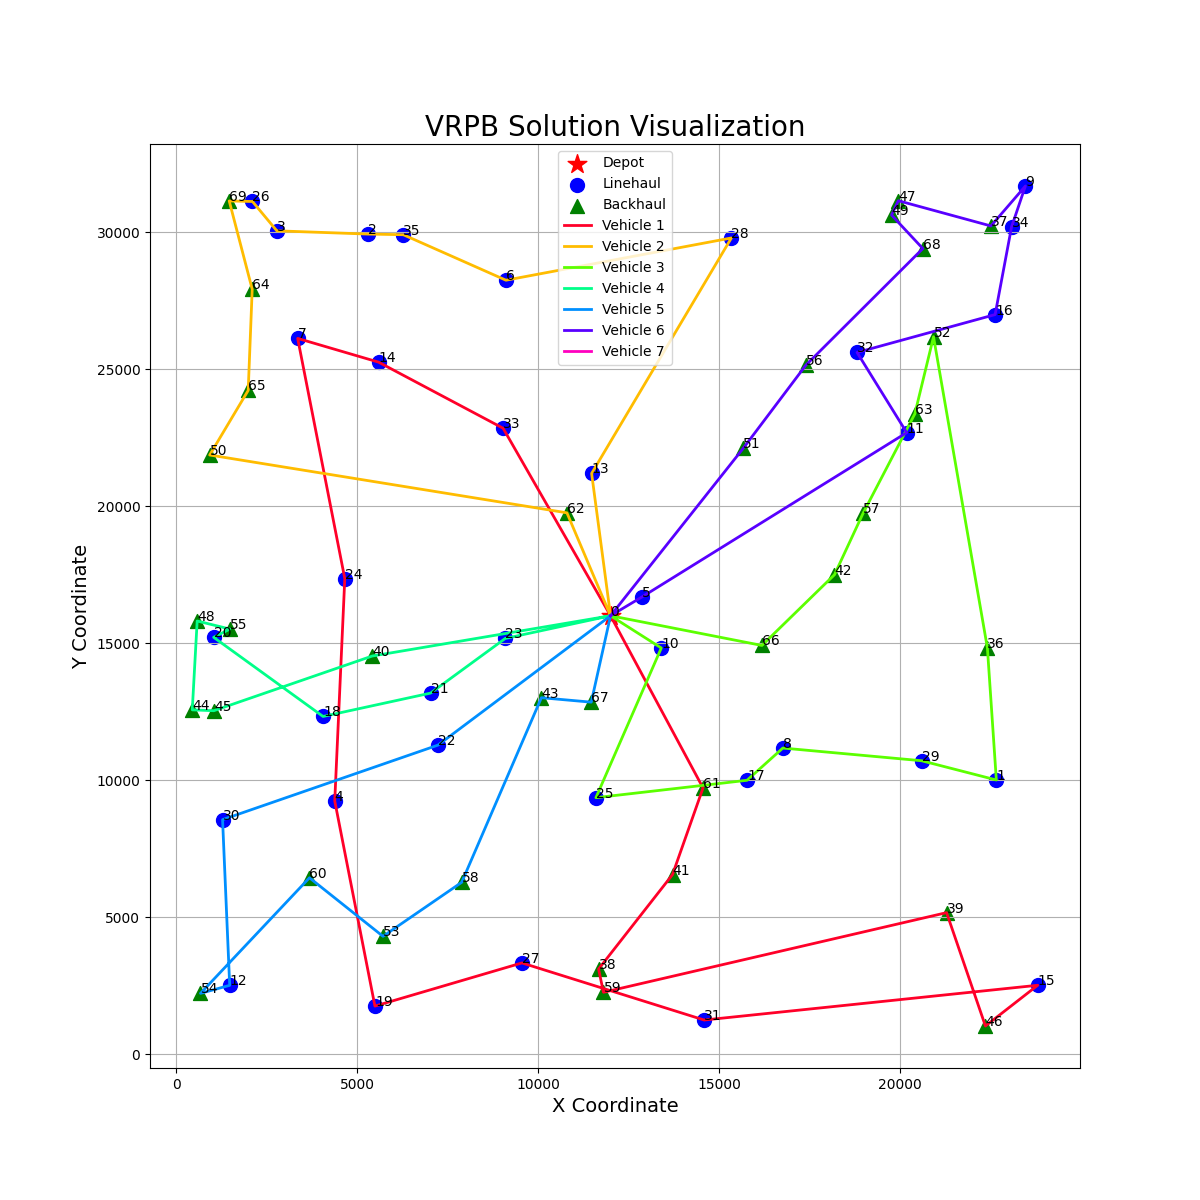 VRPB Solution Visualization
Depot
Linehaul
Backhaul
Vehicle 1
Vehicle 2
Vehicle 3
Vehicle 4
Vehicle 5
Vehicle 6
Vehicle 7
69 26 47 9
49 37 34
3 2 35 28 68
6
64
16
7 52
14 32
56
65
63
33 11
50 51
13
62 57
24 42
5
48 55 0
20 23 10 66 36
40
21
44 45 18 43 67
22 8
29
61 17 1
4 25
30
60 58 41
53 39
27 38
54 12 59 15
19 31 46
30000
25000
20000
15000
10000
5000
0
Y Coordinate
0 5000 10000 15000 20000
X Coordinate